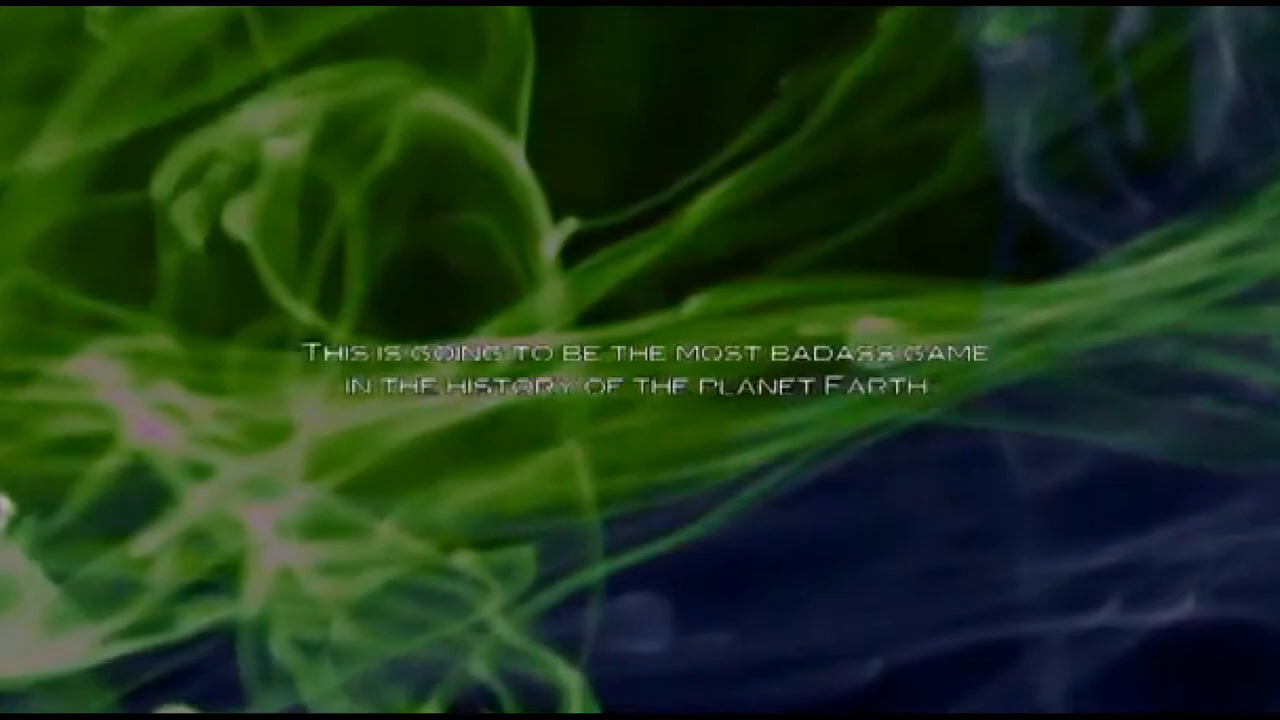 This is going to be the most badass game
in the history of the planet Earth